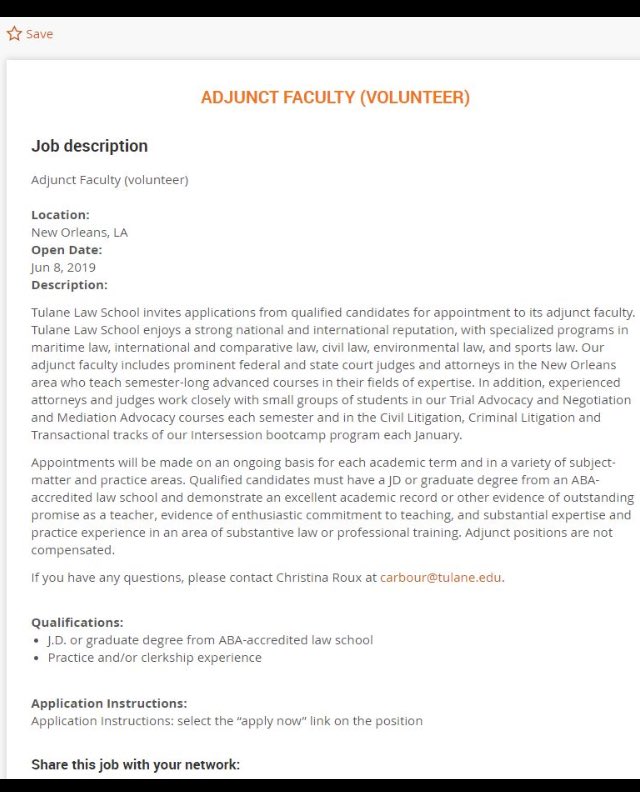 Save
ADJUNCT FACULTY (VOLUNTEER)
Job description
Adjunct Faculty (volunteer)
Location:
New Orleans, LA
Open Date:
Jun 8, 2019
Description:
Tulane Law School invites applications from qualified candidates for appointment to its adjunct faculty.
Tulane Law School enjoys a strong national and international reputation, with specialized programs in
maritime law, international and comparative law, civil law, environmental law, and sports law. Our
adjunct faculty includes prominent federal and state court judges and attorneys in the New Orleans
area who teach semester-long advanced courses in their fields of expertise. In addition, experienced
attorneys and judges work closely with small groups of students in our Trial Advocacy and Negotiation
and Mediation Advocacy courses each semester and in the Civil Litigation, Criminal Litigation and
Transactional tracks of our Intersession bootcamp program each January.
Appointments will be made on an ongoing basis for each academic term and in a variety of subject-
matter and practice areas. Qualified candidates must have a JD or graduate degree from an ABA-
accredited law school and demonstrate an excellent academic record or other evidence of outstanding
promise as a teacher, evidence of enthusiastic commitment to teaching, and substantial expertise and
practice experience in an area of substantive law or professional training. Adjunct positions are not
compensated.
If you have any questions, please contact Christina Roux at carbour@tulane.edu.
Qualifications:
• J.D. or graduate degree from ABA-accredited law school
• Practice and/or clerkship experience
Application Instructions:
Application Instructions: select the “apply now” link on the position
Share this job with your network: